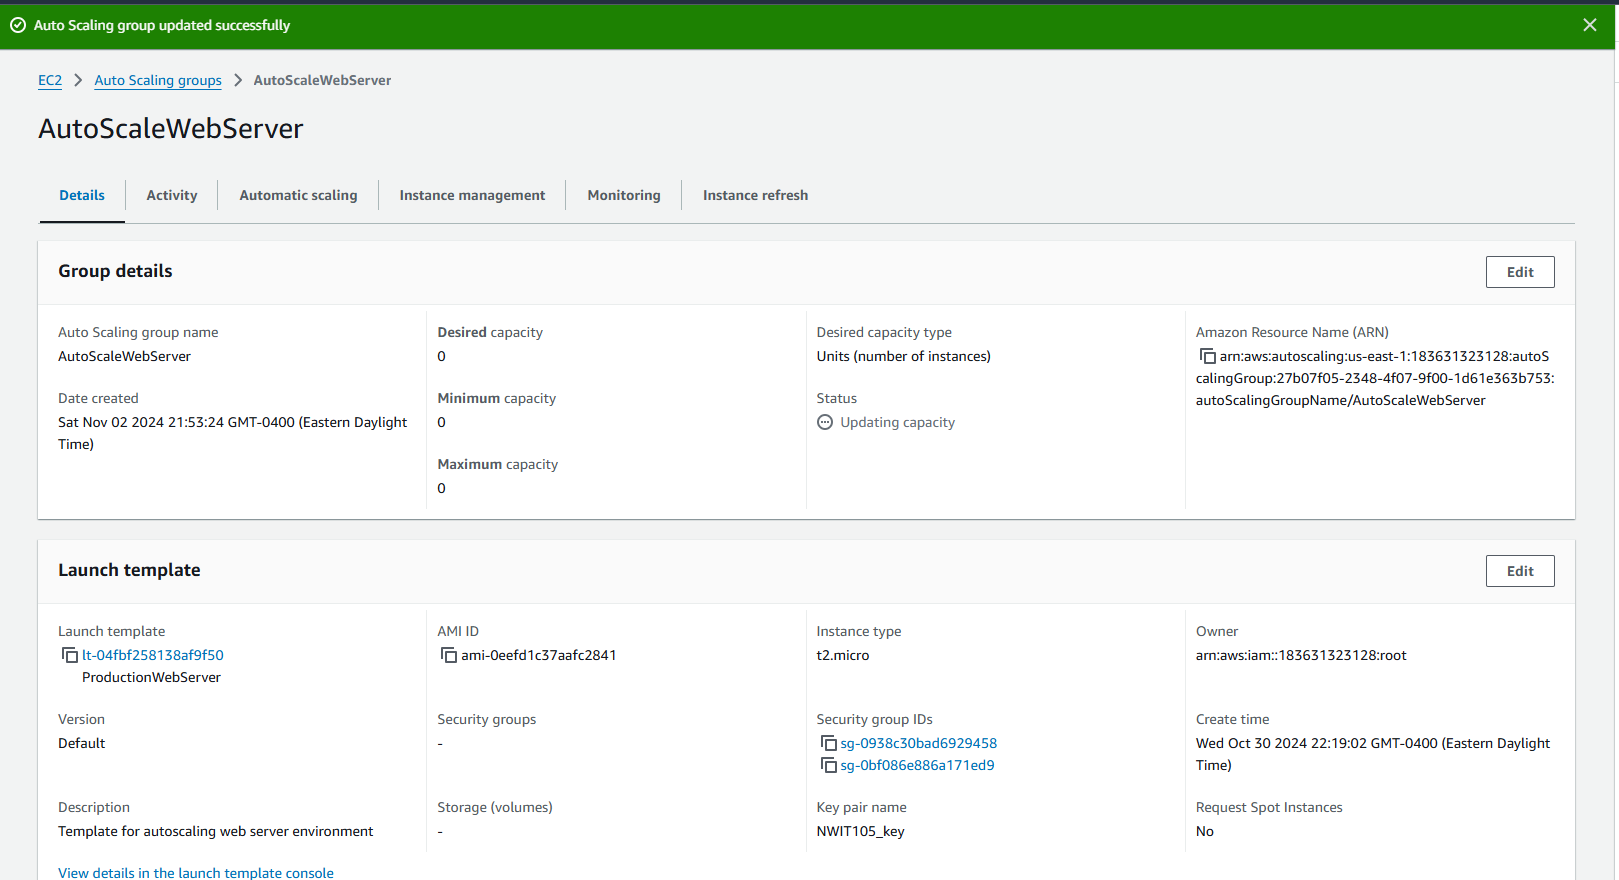 Auto Scaling group updated successfully
EC2 > Auto Scaling groups > AutoScaleWebServer
AutoScaleWebServer
Details
Activity
Automatic scaling
Instance management
Monitoring
Instance refresh
Group details
Edit
Auto Scaling group name
AutoScaleWebServer
Date created
Sat Nov 02 2024 21:53:24 GMT-0400 (Eastern Daylight
Time)
Desired capacity
0
Minimum capacity
0
Maximum capacity
0
Desired capacity type
Units (number of instances)
Status
Updating capacity
Amazon Resource Name (ARN)
arn:aws:autoscaling:us-east-1:183631323128:autoS
calingGroup:27b07f05-2348-4f07-9f00-1d61e363b753:
autoScalingGroupName/AutoScaleWebServer
Launch template
Edit
Launch template
lt-04fbf258138af9f50
ProductionWebServer
AMI ID
ami-0eefd1c37aafc2841
Instance type
t2.micro
Owner
arn:aws:iam::183631323128:root
Version
Default
Security groups
-
Security group IDs
sg-0938c30bad6929458
sg-0bf086e886a171ed9
Create time
Wed Oct 30 2024 22:19:02 GMT-0400 (Eastern Daylight
Time)
Description
Template for autoscaling web server environment
Storage (volumes)
-
Key pair name
NWIT105_key
Request Spot Instances
No
View details in the launch template console